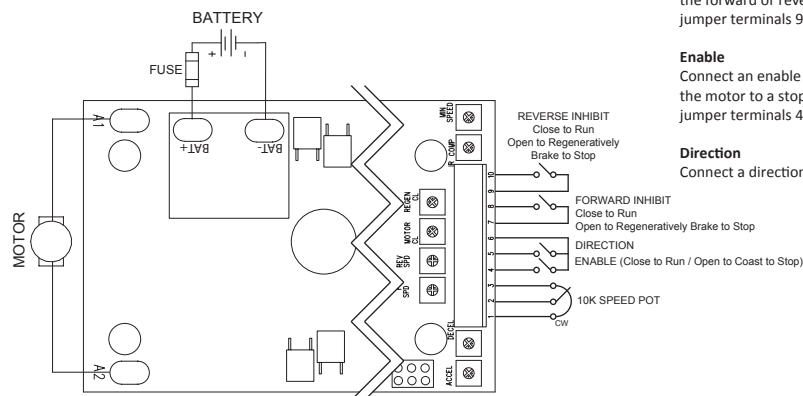 the forward or reve
jumper terminals 9
Enable
Connect an enable
the motor to a stop
jumper terminals 4
Direction
Connect a direction
BATTERY
+ -
FUSE
A1
BAT+
BAT-
MOTOR
A2
MIN
SPEED
IR COMP
REGEN
CL
MOTOR
CL
REV
SPD
SPD
DECEL
ACCEL
10
9
8
7
6
5
4
3
2
1
REVERSE INHIBIT
Close to Run
Open to Regeneratively
Brake to Stop
FORWARD INHIBIT
Close to Run
Open to Regeneratively Brake to Stop
DIRECTION
ENABLE (Close to Run / Open to Coast to Stop)
10K SPEED POT
CW